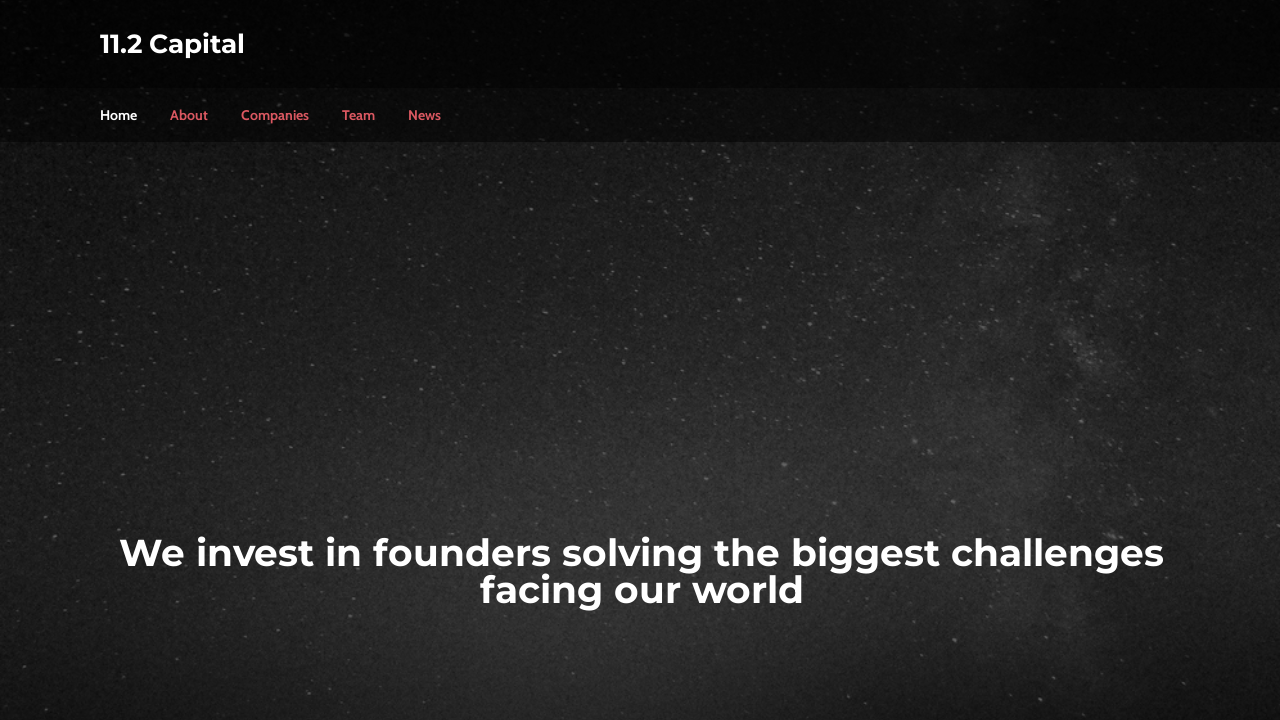 11.2 Capital
Home About Companies Team News
We invest in founders solving the biggest challenges
facing our world